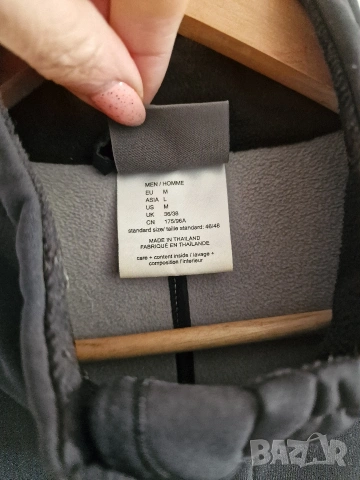 MEN / HOMME
EU M
ASIA L
US M
UK 36/38
CN 175/96A
standard size/ taille standard: 46/48
MADE IN THAILAND
FABRIQUÉ EN THAÏLANDE
care + content inside / lavage +
composition / interieur
BAZAR